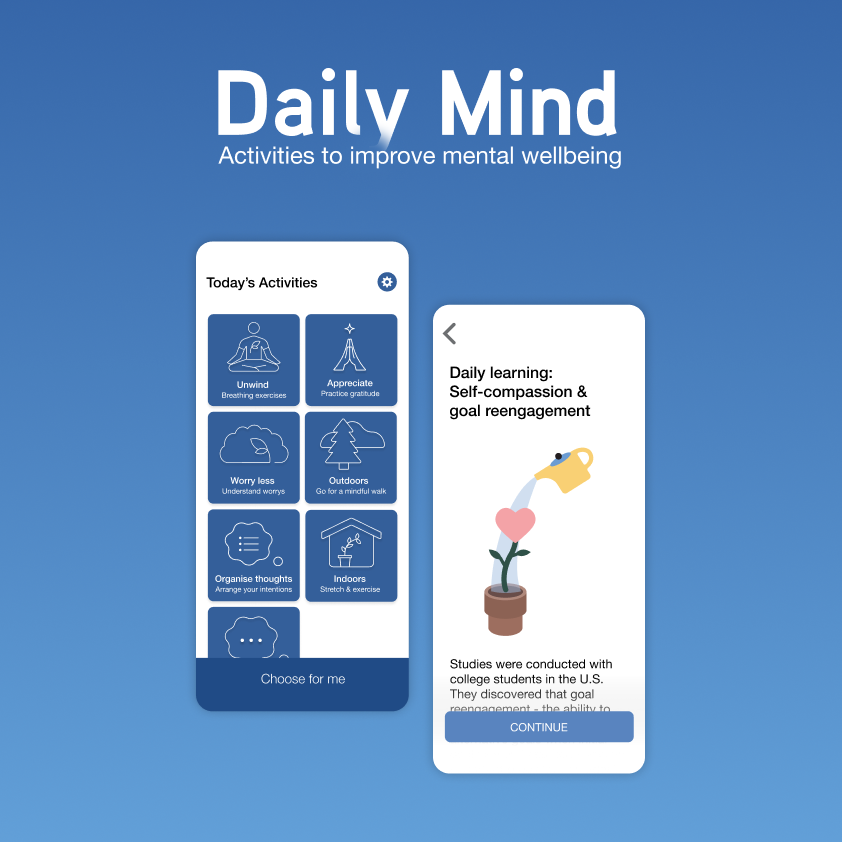 Daily Mind
Activities to improve mental wellbeing
Today's Activities
Unwind
Breathing exercises
Appreciate
Practice gratitude
Worry less
Understand worrys
Outdoors
Go for a mindful walk
Organise thoughts
Arrange your intentions
Indoors
Stretch & exercise
Choose for me
Daily learning:
Self-compassion &
goal reengagement
Studies were conducted with
college students in the U.S.
They discovered that goal
reengagement - the ability to
CONTINUE